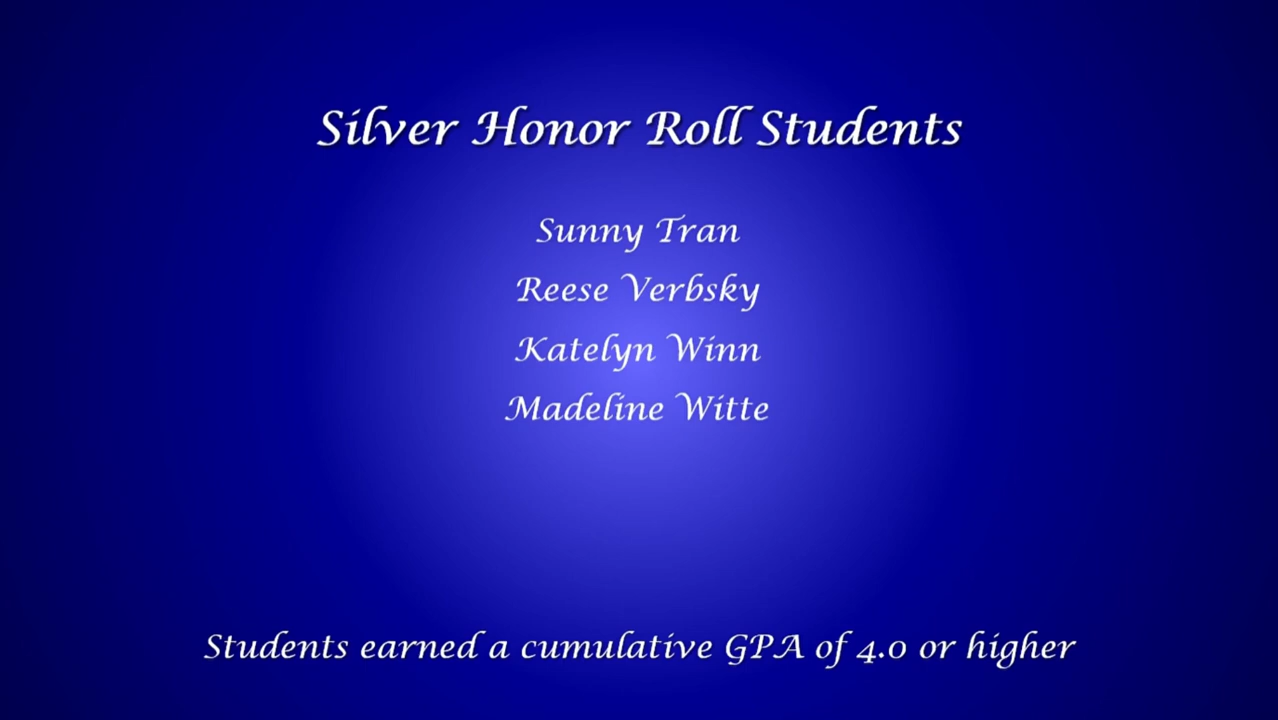 Silver Honor Roll Students
Sunny Tran
Reese Verbsky
Katelyn Winn
Madeline Witte
Students earned a cumulative GPA of 4.0 or higher